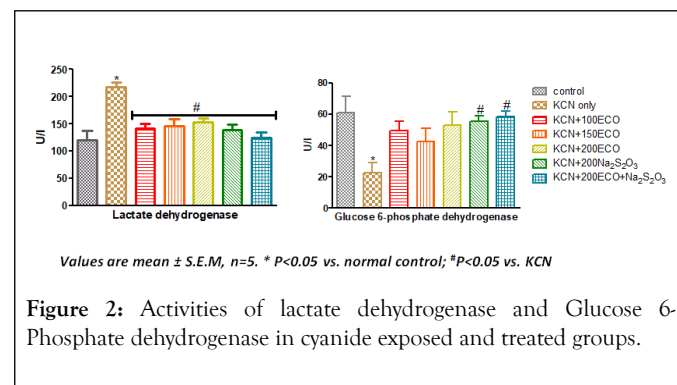 250
200
150
100
50
0
U/l
*
#
Lactate dehydrogenase
80
60
40
20
0
U/l
*
#
#
Glucose 6-phosphate dehydrogenase
control
KCN only
KCN+100ECO
KCN+150ECO
KCN+200ECO
KCN+200Na₂S₂O₃
KCN+200ECO+Na₂S₂O₃
Values are mean ± S.E.M, n=5. * P<0.05 vs. normal control; #P<0.05 vs. KCN
Figure 2: Activities of lactate dehydrogenase and Glucose 6-
Phosphate dehydrogenase in cyanide exposed and treated groups.